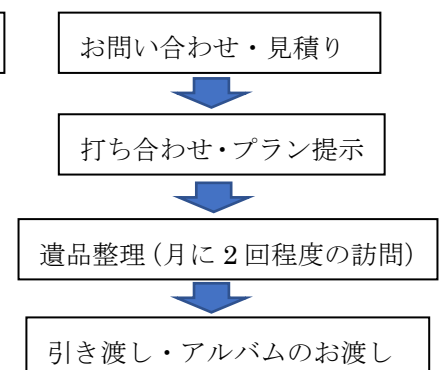 お問い合わせ・見積り
打ち合わせ・プラン提示
遺品整理(月に2回程度の訪問)
引き渡し・アルバムのお渡し